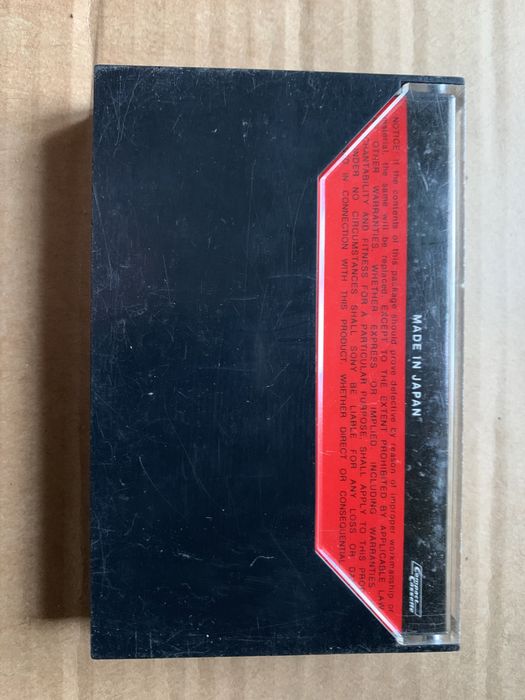 MADE IN JAPAN
Compact
Cassette
NOTICE: If the contents of this package should prove defective by reason of improper workmanship or
material, the same will be replaced. EXCEPT TO THE EXTENT PROHIBITED BY APPLICABLE LAW,
OTHER WARRANTIES, WHETHER EXPRESS OR IMPLIED, INCLUDING WARRANTIES
AND FITNESS FOR A PARTICULAR PURPOSE, SHALL APPLY TO THIS
NO CIRCUMSTANCES SHALL SONY BE LIABLE FOR ANY LOSS OR
IN CONNECTION WITH THIS PRODUCT, WHETHER DIRECT OR CONSEQUENTIAL